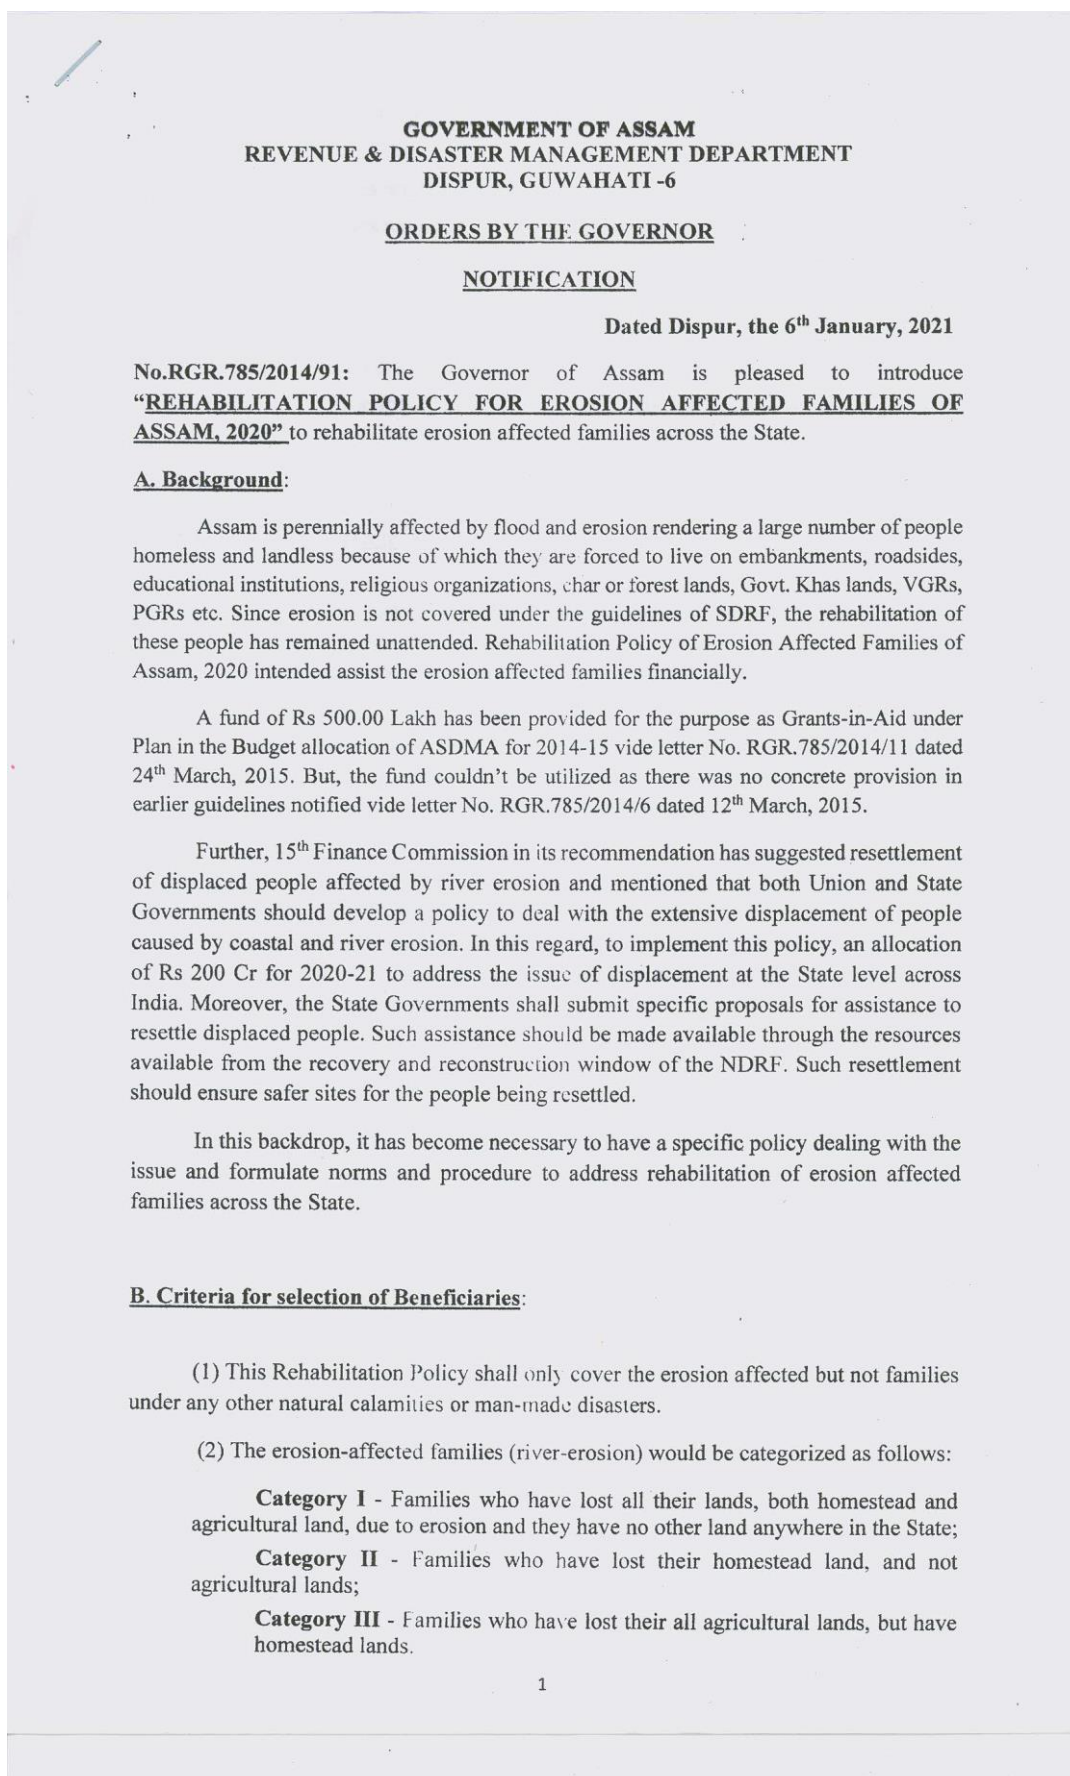 GOVERNMENT OF ASSAM
REVENUE & DISASTER MANAGEMENT DEPARTMENT
DISPUR, GUWAHATI -6
ORDERS BY THE GOVERNOR
NOTIFICATION
Dated Dispur, the 6th January, 2021
No.RGR.785/2014/91: The Governor of Assam is pleased to introduce
“REHABILITATION POLICY FOR EROSION AFFECTED FAMILIES OF
ASSAM, 2020” to rehabilitate erosion affected families across the State.
A. Background:
Assam is perennially affected by flood and erosion rendering a large number of people
homeless and landless because of which they are forced to live on embankments, roadsides,
educational institutions, religious organizations, char or forest lands, Govt. Khas lands, VGRs,
PGRs etc. Since erosion is not covered under the guidelines of SDRF, the rehabilitation of
these people has remained unattended. Rehabilitation Policy of Erosion Affected Families of
Assam, 2020 intended assist the erosion affected families financially.
A fund of Rs 500.00 Lakh has been provided for the purpose as Grants-in-Aid under
Plan in the Budget allocation of ASDMA for 2014-15 vide letter No. RGR.785/2014/11 dated
24th March, 2015. But, the fund couldn’t be utilized as there was no concrete provision in
earlier guidelines notified vide letter No. RGR.785/2014/6 dated 12th March, 2015.
Further, 15th Finance Commission in its recommendation has suggested resettlement
of displaced people affected by river erosion and mentioned that both Union and State
Governments should develop a policy to deal with the extensive displacement of people
caused by coastal and river erosion. In this regard, to implement this policy, an allocation
of Rs 200 Cr for 2020-21 to address the issue of displacement at the State level across
India. Moreover, the State Governments shall submit specific proposals for assistance to
resettle displaced people. Such assistance should be made available through the resources
available from the recovery and reconstruction window of the NDRF. Such resettlement
should ensure safer sites for the people being resettled.
In this backdrop, it has become necessary to have a specific policy dealing with the
issue and formulate norms and procedure to address rehabilitation of erosion affected
families across the State.
B. Criteria for selection of Beneficiaries:
(1) This Rehabilitation Policy shall only cover the erosion affected but not families
under any other natural calamities or man-made disasters.
(2) The erosion-affected families (river-erosion) would be categorized as follows:
Category I - Families who have lost all their lands, both homestead and
agricultural land, due to erosion and they have no other land anywhere in the State;
Category II - Families who have lost their homestead land, and not
agricultural lands;
Category III - Families who have lost their all agricultural lands, but have
homestead lands.
1